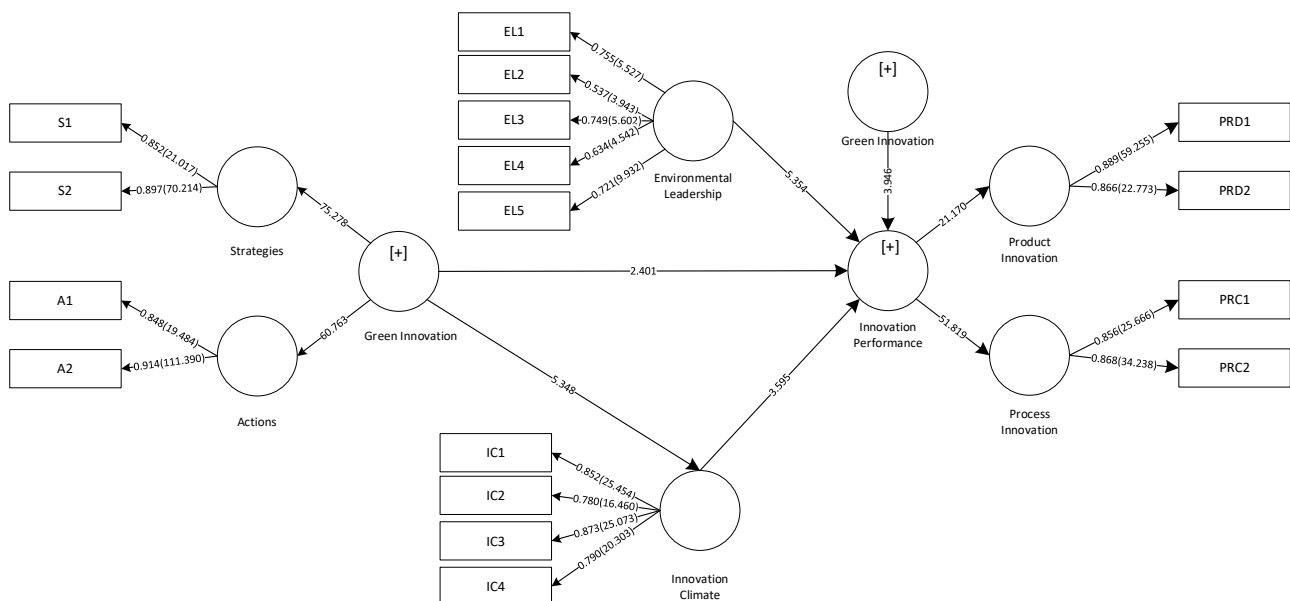 EL1
EL2
EL3
EL4
EL5
0.755(5.527)
0.537(3.943)
0.749(5.602)
0.634(4.542)
0.721(9.932)
Environmental
Leadership
[+]
Green Innovation
3.946
5.354
S1
S2
0.852(21.017)
0.897(70.214)
Strategies
75.278
A1
A2
0.848(19.484)
0.914(111.390)
Actions
60.763
[+]
Green Innovation
2.401
5.348
[+]
Innovation
Performance
3.595
21.170
51.819
Product
Innovation
0.889(59.255)
0.866(22.773)
PRD1
PRD2
Process
Innovation
0.856(25.666)
0.868(34.238)
PRC1
PRC2
IC1
IC2
IC3
IC4
0.852(25.454)
0.780(16.460)
0.873(25.073)
0.790(20.303)
Innovation
Climate